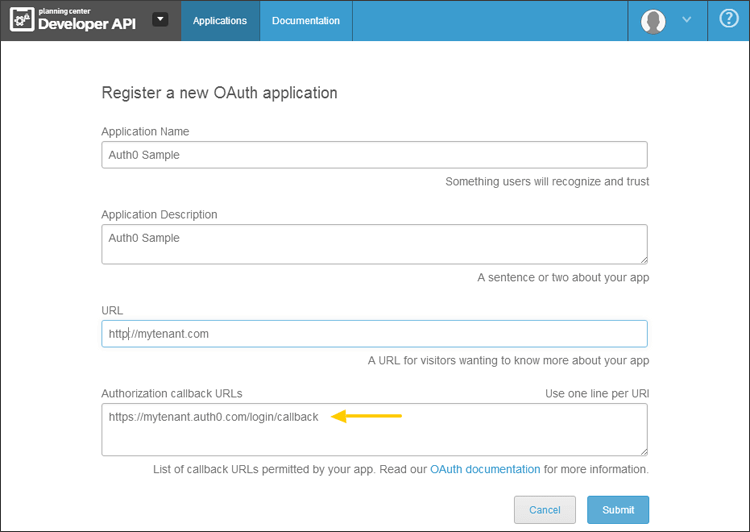 planning center
Developer API
Applications
Documentation
?
Register a new OAuth application
Application Name
Auth0 Sample
Something users will recognize and trust
Application Description
Auth0 Sample
A sentence or two about your app
URL
http://mytenant.com
A URL for visitors wanting to know more about your app
Authorization callback URLs Use one line per URI
https://mytenant.auth0.com/login/callback
List of callback URLs permitted by your app. Read our OAuth documentation for more information.
Cancel
Submit